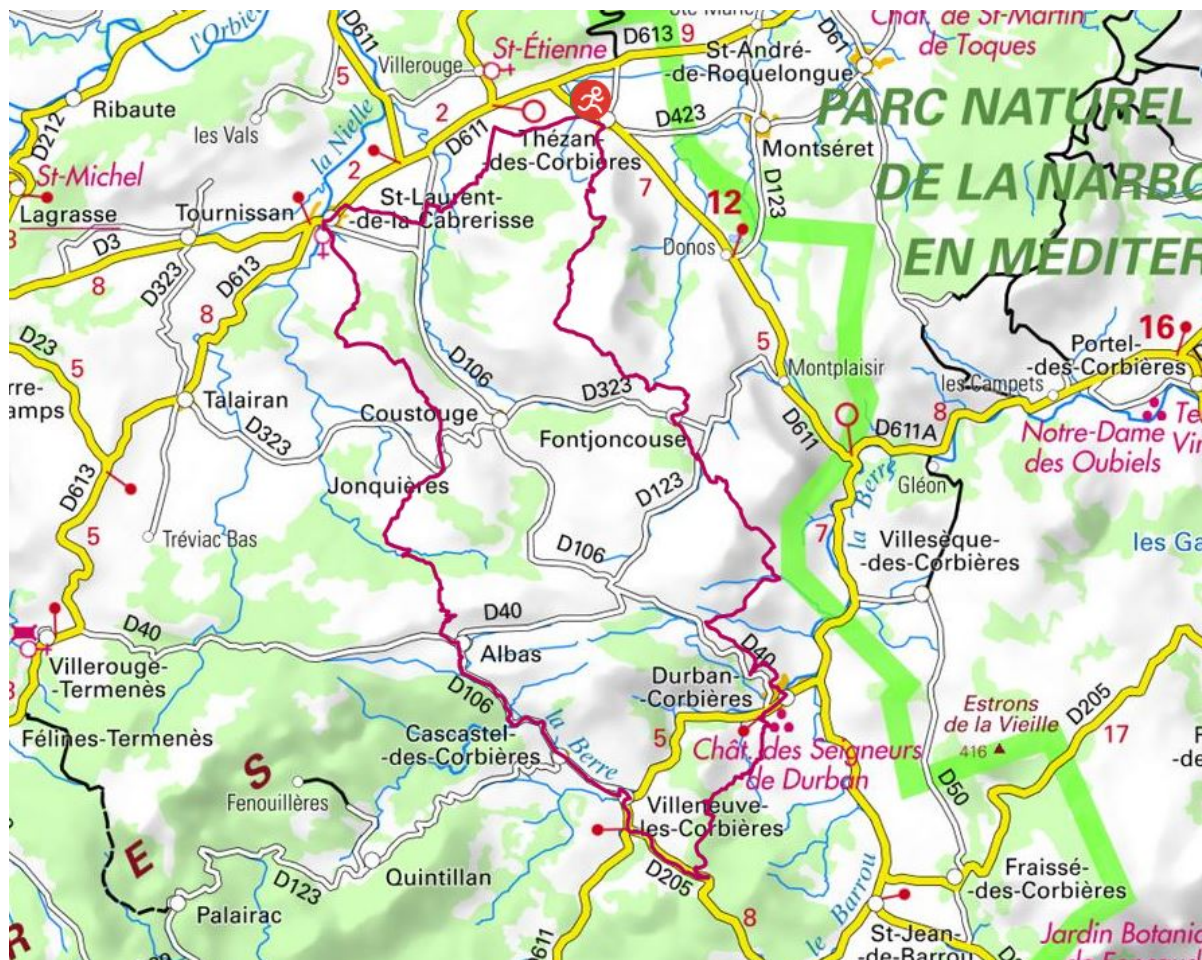 D611
l'Orbieu
Ribaute
D212
les Vals
5
la Nielle
Villerouge
St-Étienne
D613
9
Ste-Marie
St-André-
-de-Roquelongue
D61
Chât. de St-Martin
de Toques
2
D611
Thézan-
-des-Corbières
D423
Montséret
PARC NATUREL
DE LA NARBO
EN MÉDITER
St-Michel
Lagrasse
Tournissan
2
St-Laurent-
-de-la-Cabrerisse
7
12
D123
Donos
D3
8
D323
D613
8
D23
5
Talairan
D323
D106
Coustouge
D323
Fontjoncouse
5
Montplaisir
D611
16
Portel-
-des-Corbières
les Campets
8
D611A
Notre-Dame
des Oubiels
Gléon
Jonquières
D123
la Berre
D613
5
Tréviac Bas
D106
7
Villesèque-
-des-Corbières
les Ga
D40
Villerouge-
-Termenès
D40
Albas
D40
Durban-
-Corbières
D106
la Berre
Félines-Termenès
Cascastel-
-des-Corbières
5
Chât. des Seigneurs
de Durban
Estrons
de la Vieille
416
D205
17
S
Fenouillères
D50
Villeneuve-
-les-Corbières
E
D123
Quintillan
D205
Palairac
8
Fraissé-
-des-Corbières
le Barrou
R
D611
St-Jean-
-de-Barrou
Jardin Botanic